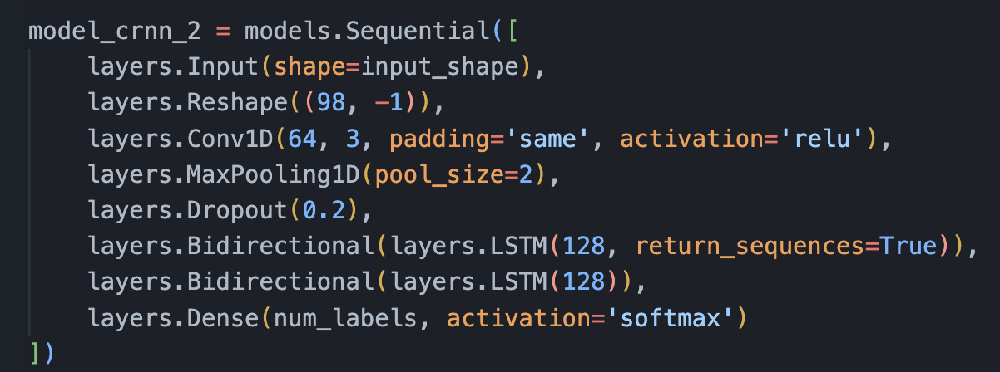 model_crnn_2 = models.Sequential([
    layers.Input(shape=input_shape),
    layers.Reshape((98, -1)),
    layers.Conv1D(64, 3, padding='same', activation='relu'),
    layers.MaxPooling1D(pool_size=2),
    layers.Dropout(0.2),
    layers.Bidirectional(layers.LSTM(128, return_sequences=True)),
    layers.Bidirectional(layers.LSTM(128)),
    layers.Dense(num_labels, activation='softmax')
])